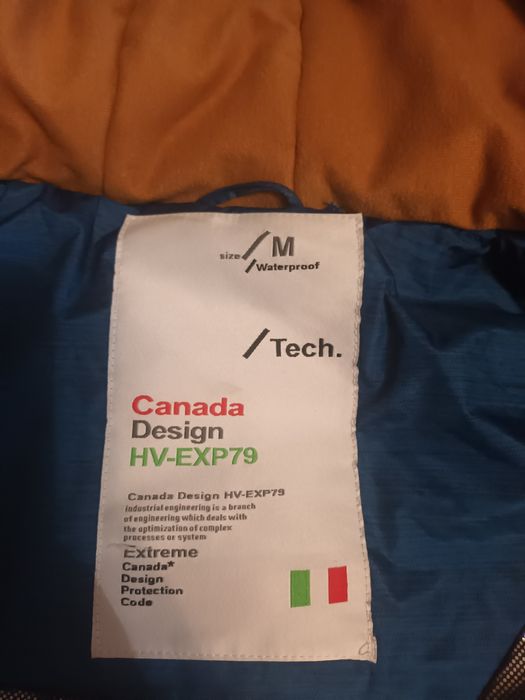 size / M
/ Waterproof
/ Tech.
Canada
Design
HV-EXP79
Canada Design HV-EXP79
industrial engineering is a branch
of engineering which deals with
the optimization of complex
processes or system
Extreme
Canada*
Design
Protection
Code